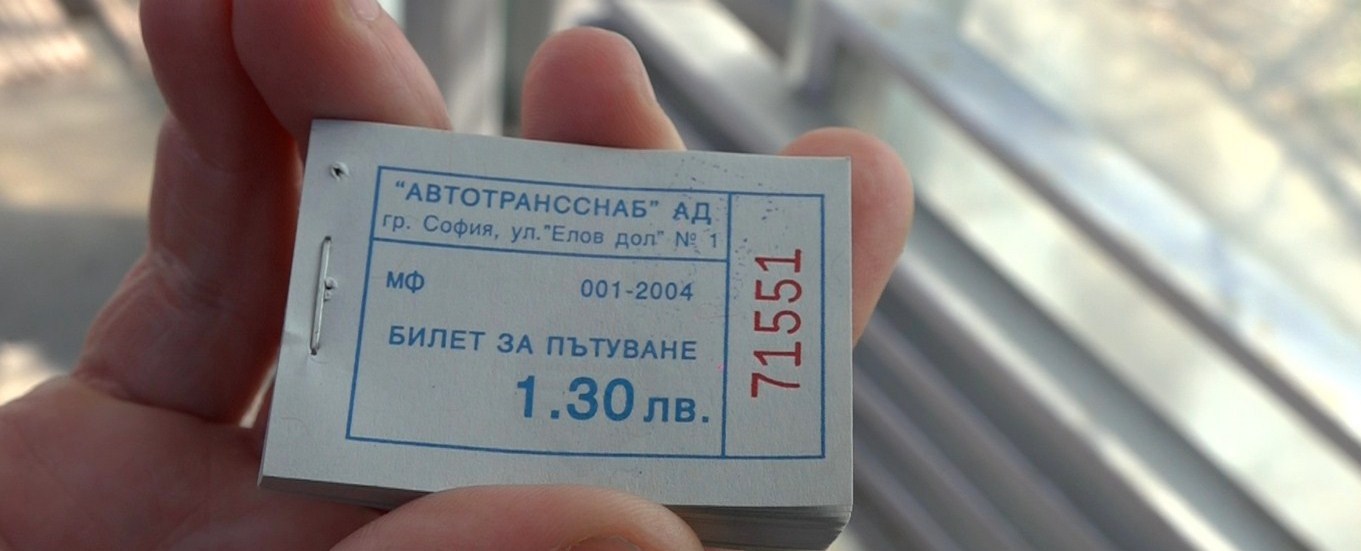 "АВТОТРАНССНАБ" АД
гр. София, ул."Елов дол" № 1
МФ 001-2004
БИЛЕТ ЗА ПЪТУВАНЕ
1.30 лв.
71551